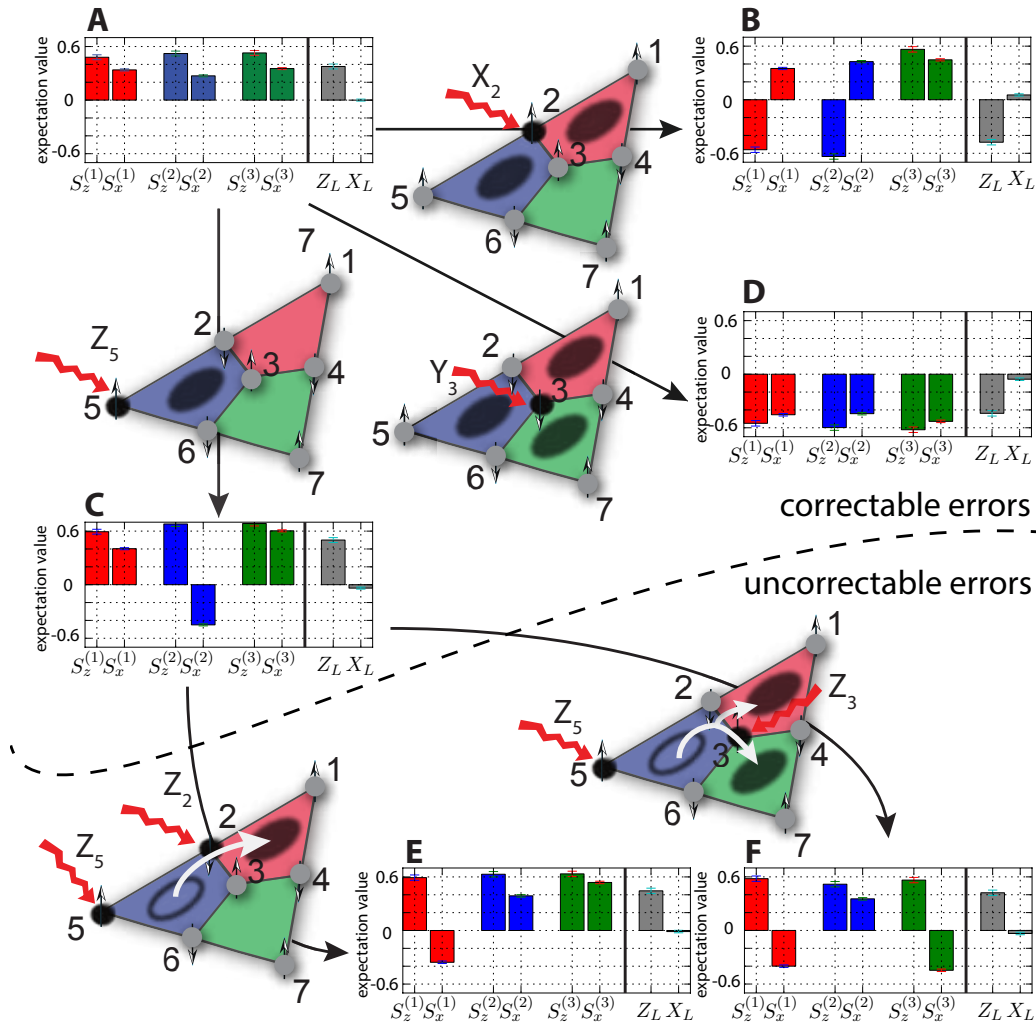 A
expectation value
0.6
0
-0.6
S_z^{(1)} S_x^{(1)} S_z^{(2)} S_x^{(2)} S_z^{(3)} S_x^{(3)} Z_L X_L
X_2
1
2
3
4
5
6
7
B
expectation value
0.6
0
-0.6
S_z^{(1)} S_x^{(1)} S_z^{(2)} S_x^{(2)} S_z^{(3)} S_x^{(3)} Z_L X_L
7
Z_5
1
2
3
4
5
6
7
Y_3
1
2
3
4
5
6
7
D
expectation value
0.6
0
-0.6
S_z^{(1)} S_x^{(1)} S_z^{(2)} S_x^{(2)} S_z^{(3)} S_x^{(3)} Z_L X_L
C
expectation value
0.6
0
-0.6
S_z^{(1)} S_x^{(1)} S_z^{(2)} S_x^{(2)} S_z^{(3)} S_x^{(3)} Z_L X_L
correctable errors
uncorrectable errors
Z_5
Z_3
1
2
3
4
5
6
7
Z_2
Z_5
1
2
3
4
5
6
7
E
expectation value
0.6
0
0.6
S_z^{(1)} S_x^{(1)} S_z^{(2)} S_x^{(2)} S_z^{(3)} S_x^{(3)} Z_L X_L
F
expectation value
0.6
0
-0.6
S_z^{(1)} S_x^{(1)} S_z^{(2)} S_x^{(2)} S_z^{(3)} S_x^{(3)} Z_L X_L